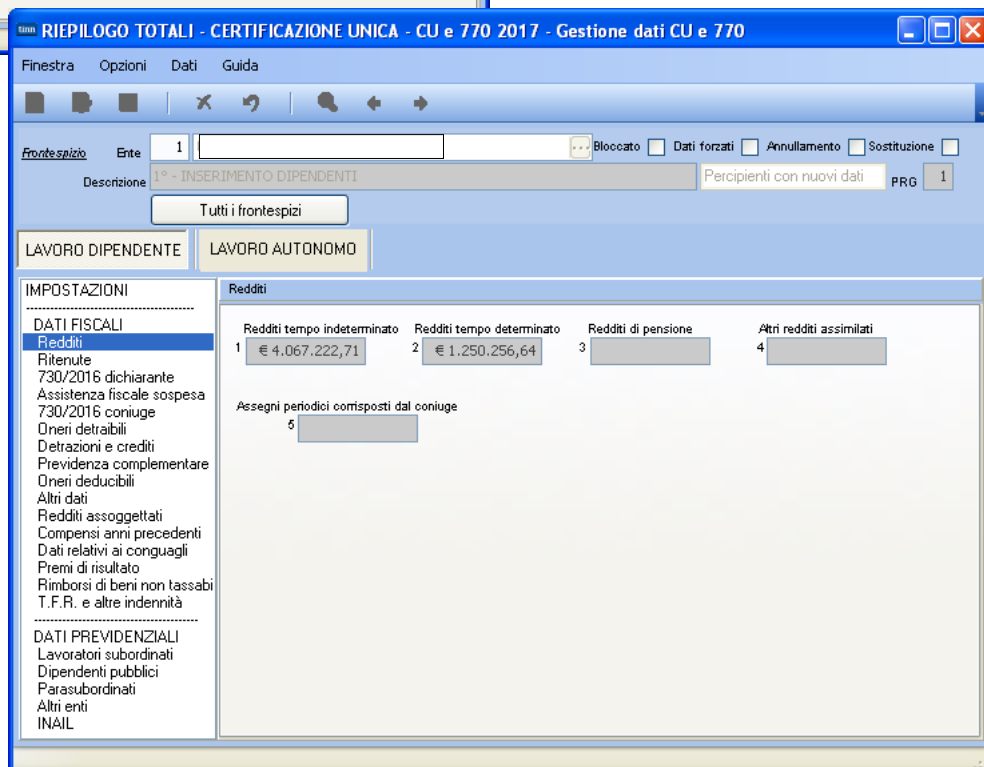 tinn RIEPILOGO TOTALI - CERTIFICAZIONE UNICA - CU e 770 2017 - Gestione dati CU e 770
Finestra Opzioni Dati Guida
Frontespizio Ente 1 ... Bloccato Dati forzati Annullamento Sostituzione
Descrizione 1° - INSERIMENTO DIPENDENTI Percipienti con nuovi dati PRG 1
Tutti i frontespizi
LAVORO DIPENDENTE LAVORO AUTONOMO
IMPOSTAZIONI
DATI FISCALI
Redditi
Ritenute
730/2016 dichiarante
Assistenza fiscale sospesa
730/2016 coniuge
Oneri detraibili
Detrazioni e crediti
Previdenza complementare
Oneri deducibili
Altri dati
Redditi assoggettati
Compensi anni precedenti
Dati relativi ai conguagli
Premi di risultato
Rimborsi di beni non tassabi
T.F.R. e altre indennità
DATI PREVIDENZIALI
Lavoratori subordinati
Dipendenti pubblici
Parasubordinati
Altri enti
INAIL
Redditi
Redditi tempo indeterminato Redditi tempo determinato Redditi di pensione Altri redditi assimilati
1 € 4.067.222,71 2 € 1.250.256,64 3 4
Assegni periodici corrisposti dal coniuge
5